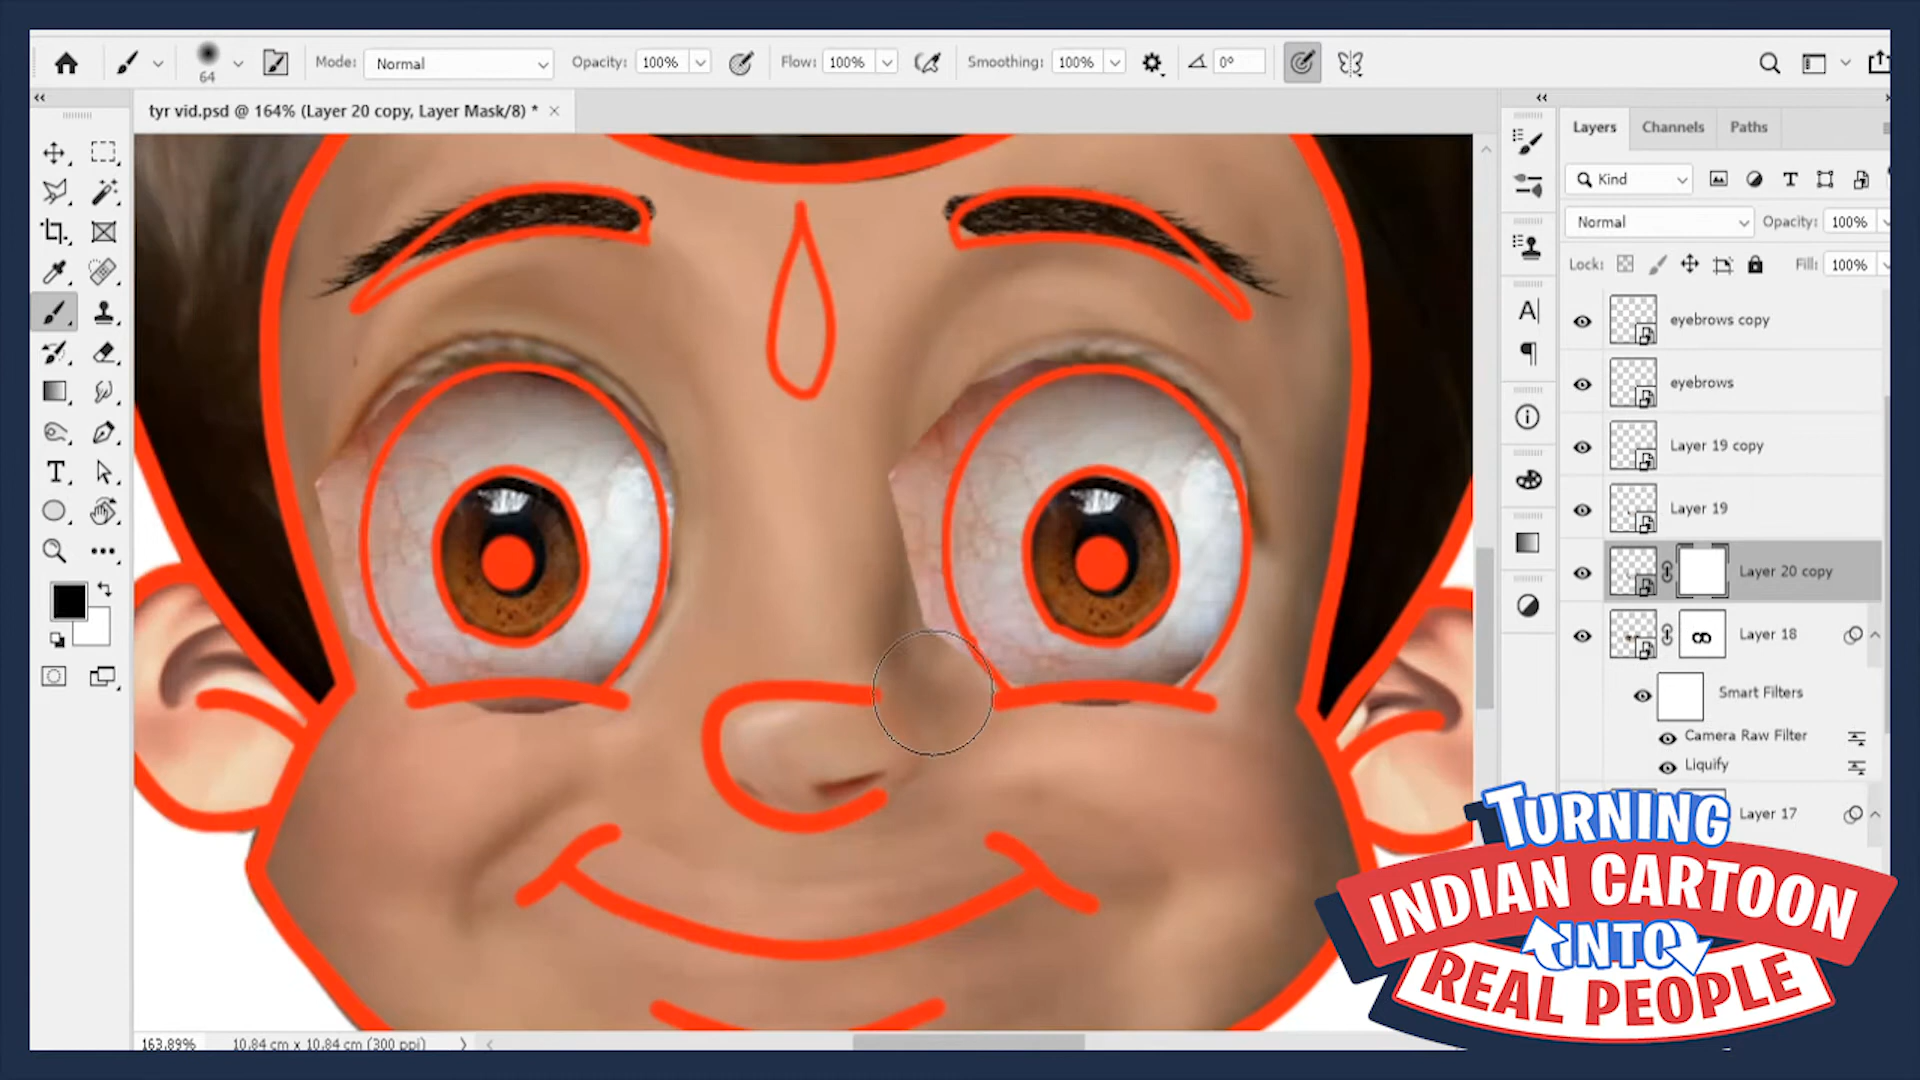 Mode: Normal Opacity: 100% Flow: 100% Smoothing: 100% 0°
64
tyr vid.psd @ 164% (Layer 20 copy, Layer Mask/8) * ×
Layers Channels Paths
Kind
Normal Opacity: 100%
Lock: Fill: 100%
eyebrows copy
eyebrows
Layer 19 copy
Layer 19
Layer 20 copy
Layer 18
Smart Filters
Camera Raw Filter
Liquify
Layer 17
TURNING
INDIAN CARTOON
INTO
REAL PEOPLE
163.89% 10.84 cm x 10.84 cm (300 ppi)